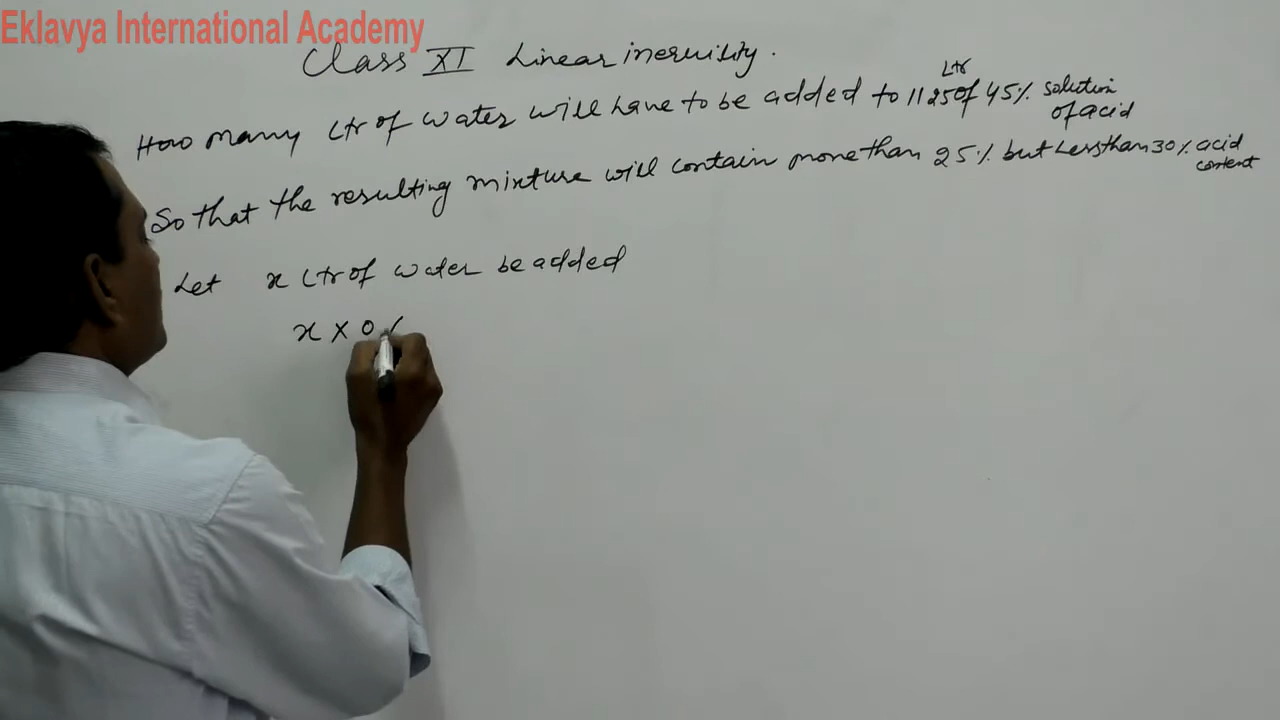 Eklavya International Academy
Class XI Linear inequility.
How many Ltr of water will have to be added to 1125 Ltr of 45% solution of acid
So that the resulting mixture will contain more than 25% but Less than 30% acid content
Let x Ltr of water be added
x × 0%